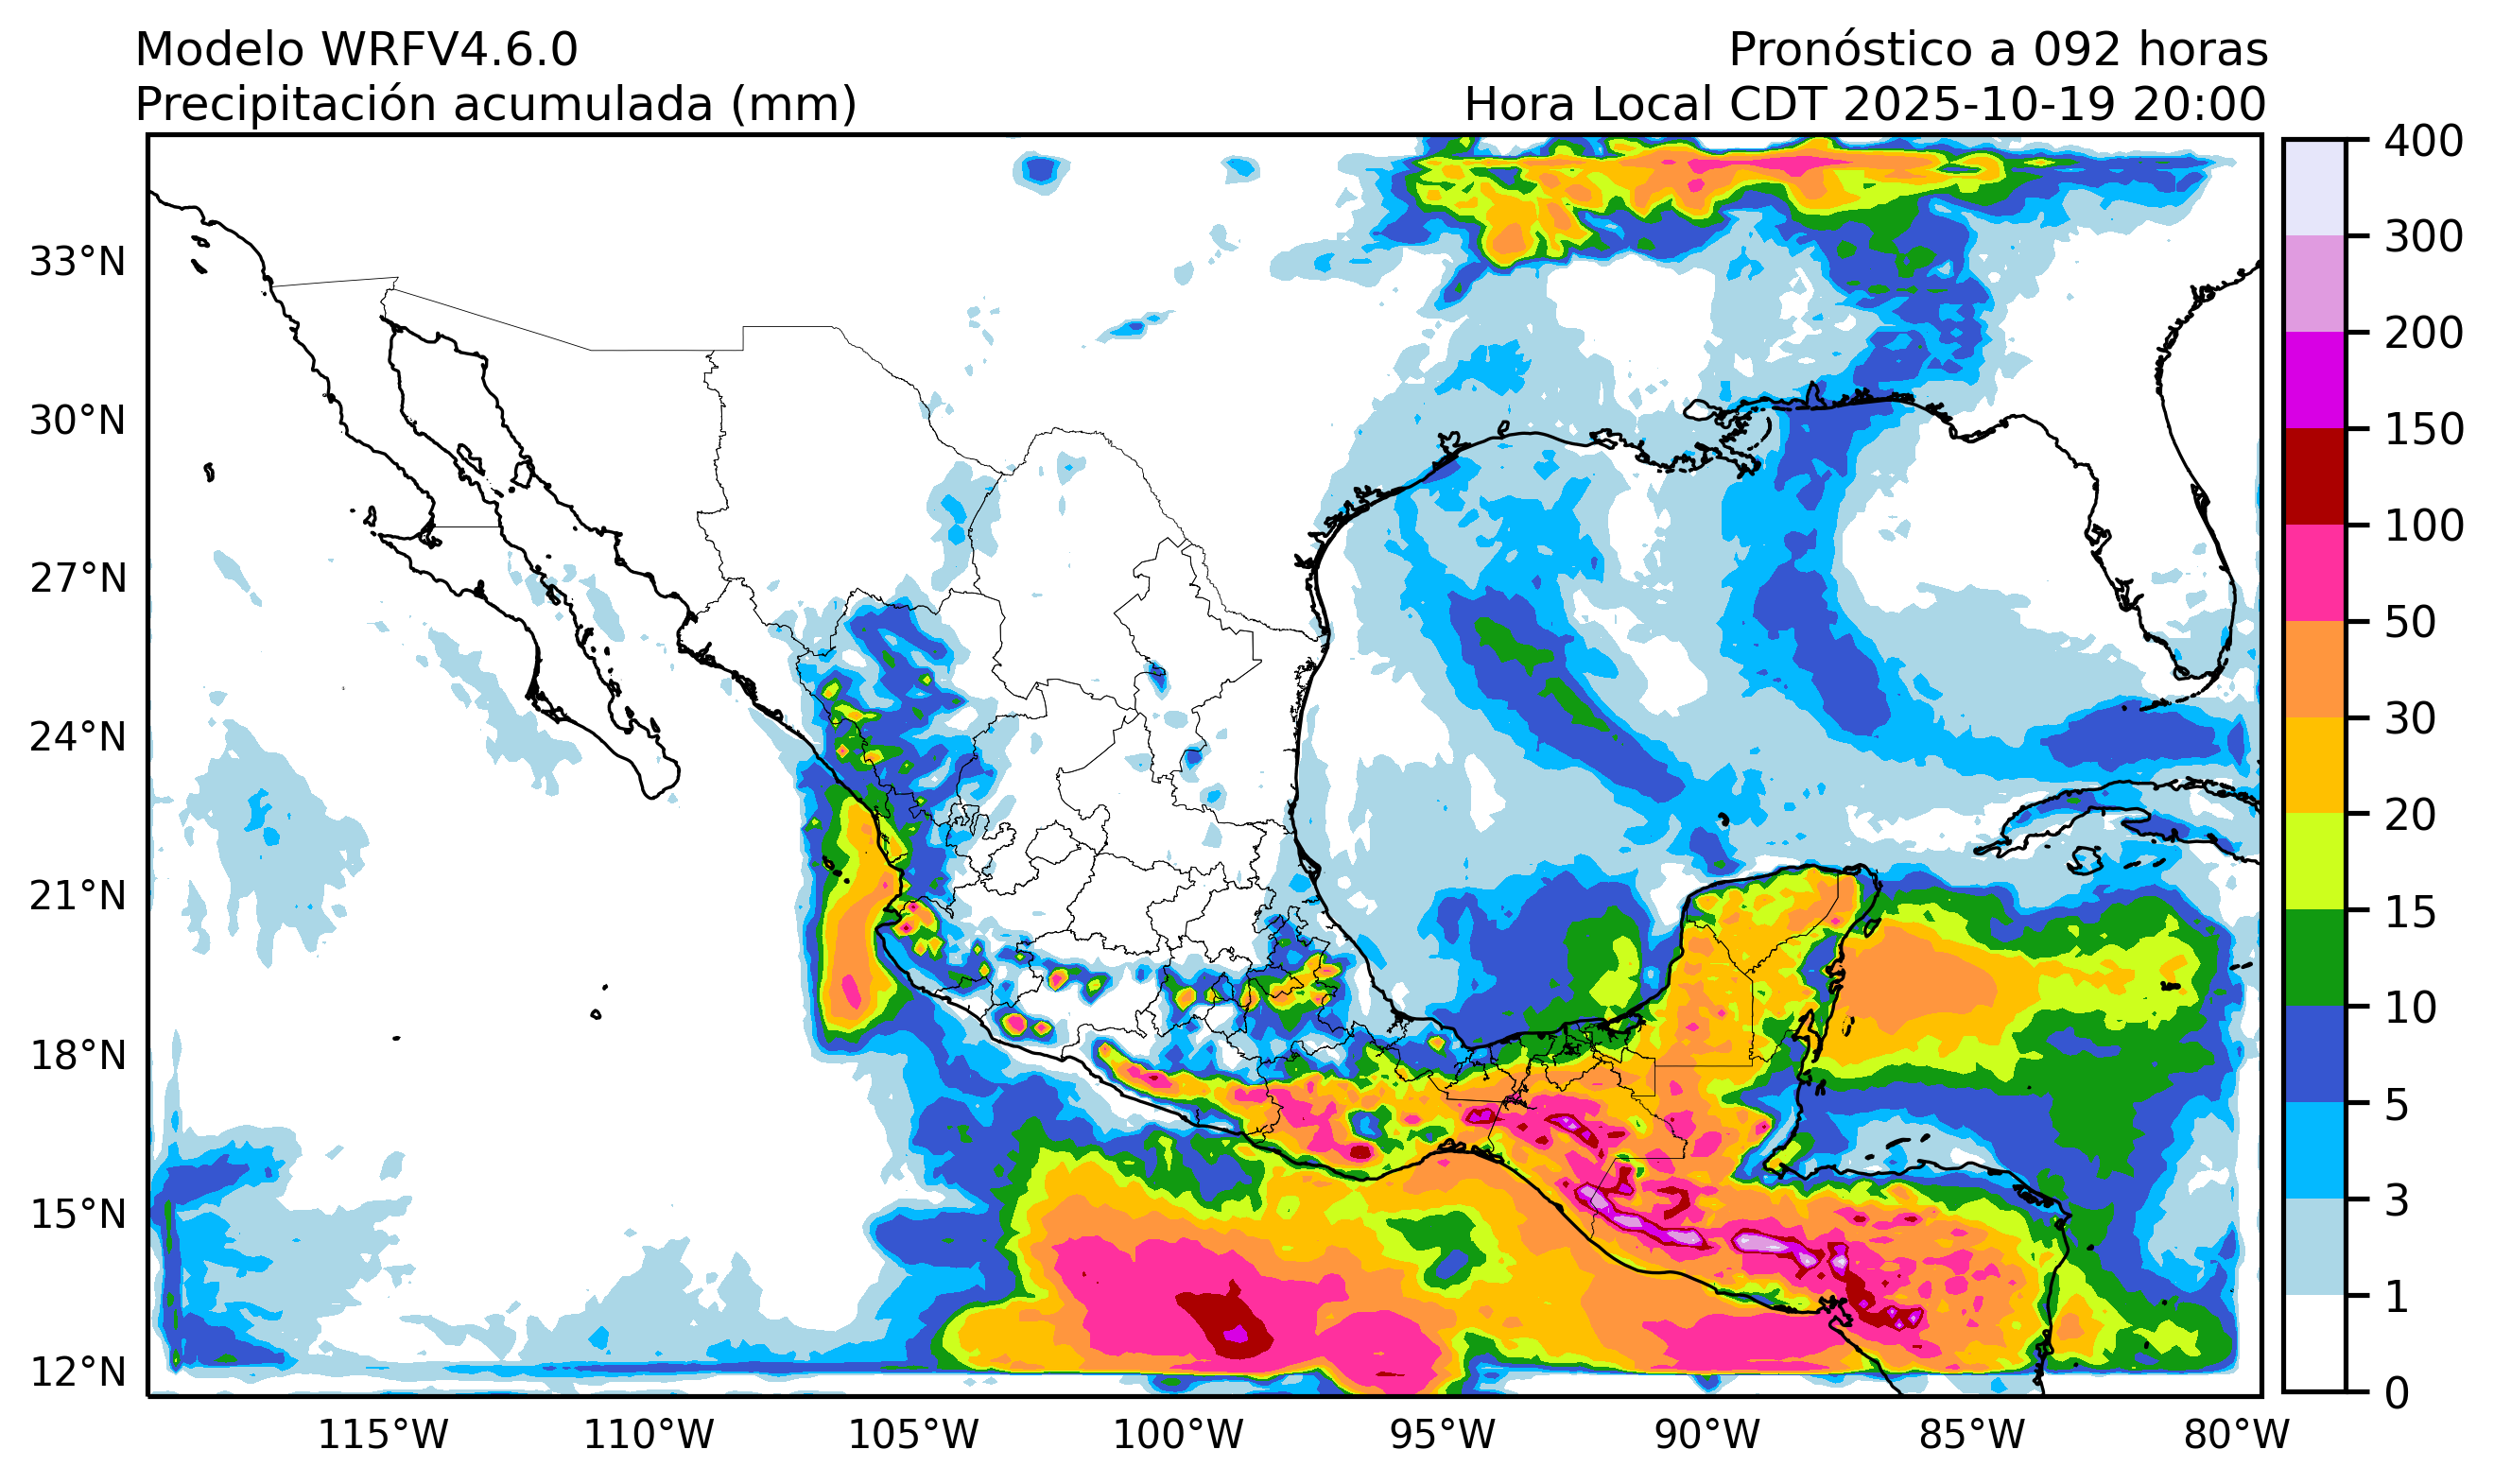 Modelo WRFV4.6.0
Pronóstico a 092 horas
Precipitación acumulada (mm)
Hora Local CDT 2025-10-19 20:00
33°N
30°N
27°N
24°N
21°N
18°N
15°N
12°N
115°W
110°W
105°W
100°W
95°W
90°W
85°W
80°W
400
300
200
150
100
50
30
20
15
10
5
3
1
0